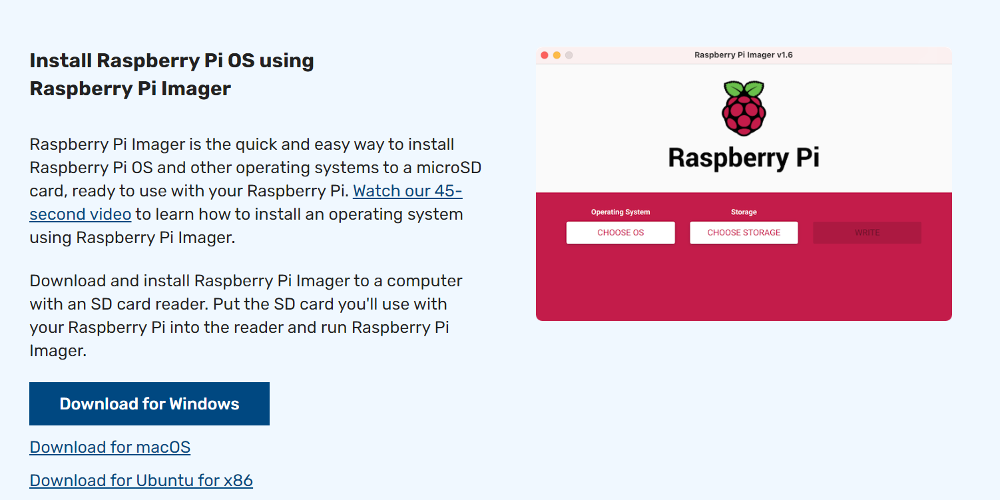 Install Raspberry Pi OS using
Raspberry Pi Imager
Raspberry Pi Imager is the quick and easy way to install
Raspberry Pi OS and other operating systems to a microSD
card, ready to use with your Raspberry Pi. Watch our 45-
second video to learn how to install an operating system
using Raspberry Pi Imager.
Download and install Raspberry Pi Imager to a computer
with an SD card reader. Put the SD card you'll use with
your Raspberry Pi into the reader and run Raspberry Pi
Imager.
Download for Windows
Download for macOS
Download for Ubuntu for x86
Raspberry Pi Imager v1.6
Raspberry Pi
Operating System
Storage
CHOOSE OS
CHOOSE STORAGE
WRITE